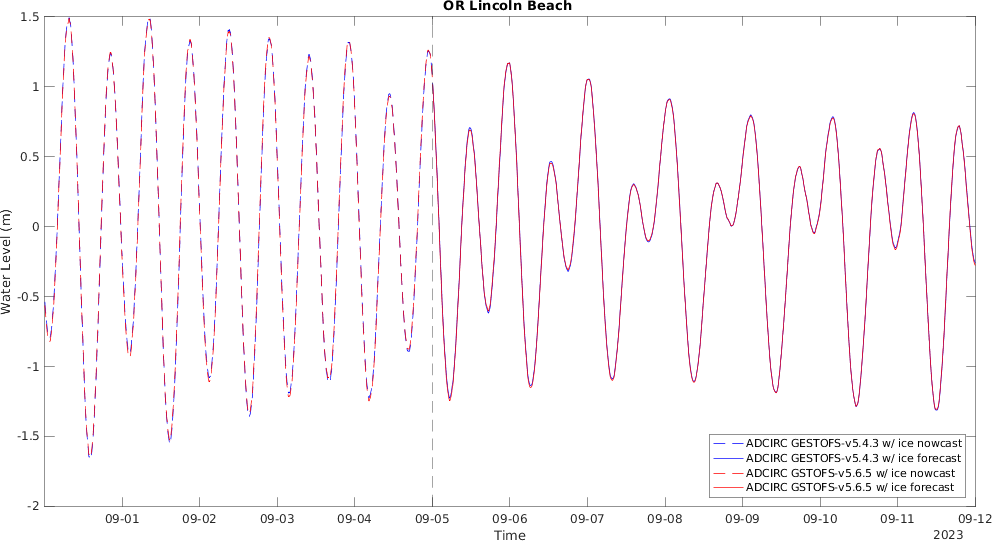 OR Lincoln Beach
1.5
1
0.5
0
-0.5
-1
-1.5
-2
Water Level (m)
09-01 09-02 09-03 09-04 09-05 09-06 09-07 09-08 09-09 09-10 09-11 09-12
Time
2023
ADCIRC GESTOFS-v5.4.3 w/ ice nowcast
ADCIRC GESTOFS-v5.4.3 w/ ice forecast
ADCIRC GSTOFS-v5.6.5 w/ ice nowcast
ADCIRC GSTOFS-v5.6.5 w/ ice forecast